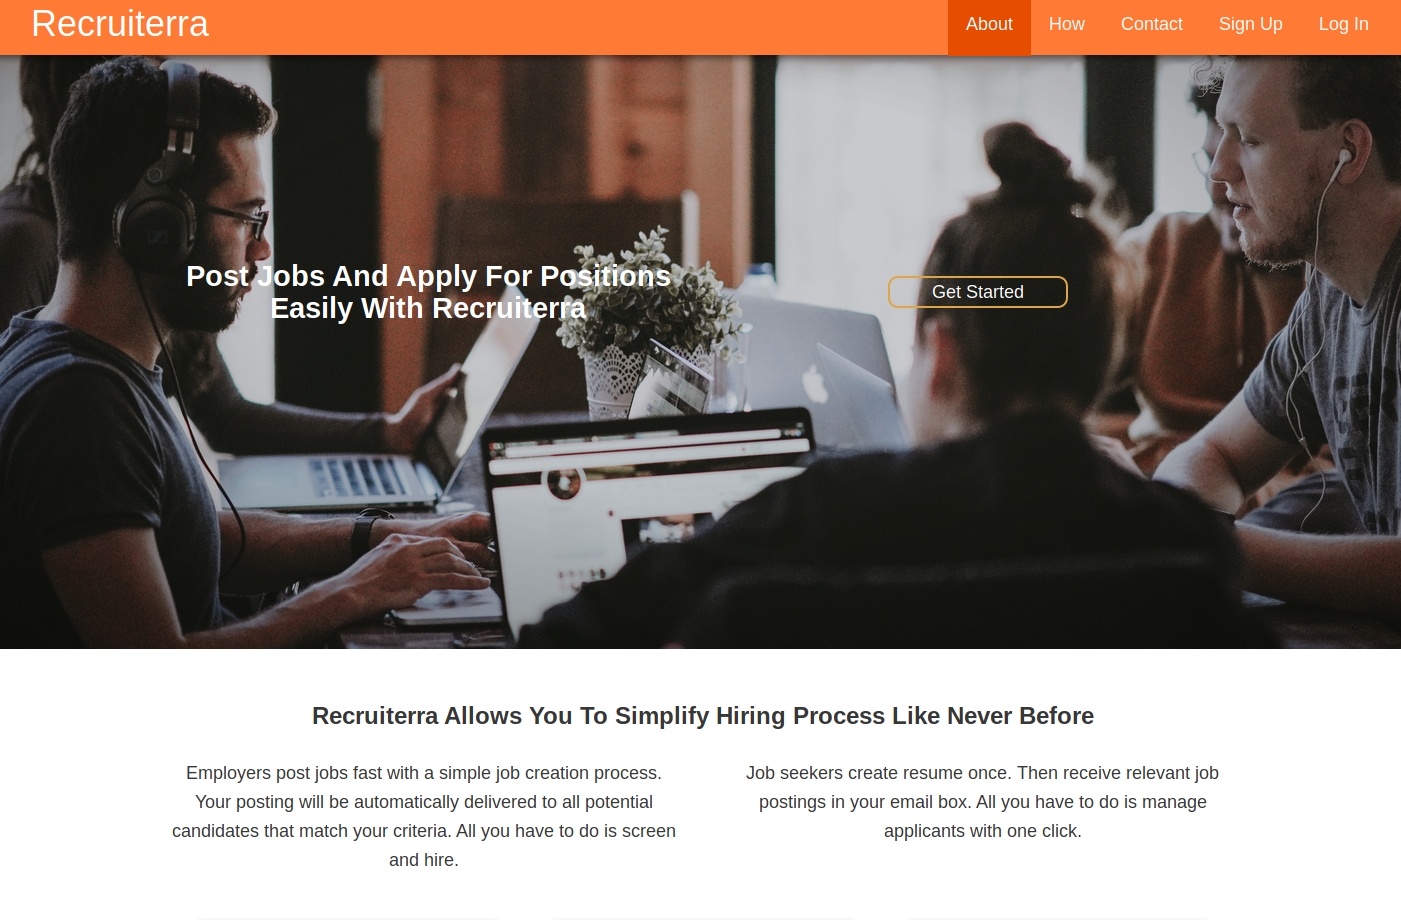 Recruiterra
About How Contact Sign Up Log In
Post Jobs And Apply For Positions
Easily With Recruiterra
Get Started
Recruiterra Allows You To Simplify Hiring Process Like Never Before
Employers post jobs fast with a simple job creation process.
Your posting will be automatically delivered to all potential
candidates that match your criteria. All you have to do is screen
and hire.
Job seekers create resume once. Then receive relevant job
postings in your email box. All you have to do is manage
applicants with one click.